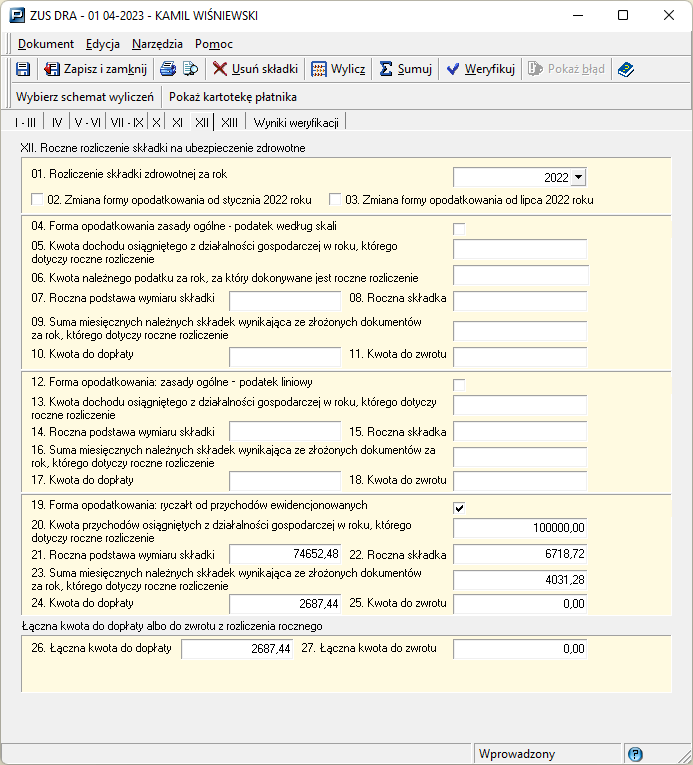 ZUS DRA - 01 04-2023 - KAMIL WIŚNIEWSKI
Dokument Edycja Narzędzia Pomoc
Zapisz i zamknij Usuń składki Wylicz Sumuj Weryfikuj Pokaż błąd
Wybierz schemat wyliczeń Pokaż kartotekę płatnika
I - III IV V - VI VII - IX X XI XII XIII Wyniki weryfikacji
XII. Roczne rozliczenie składki na ubezpieczenie zdrowotne
01. Rozliczenie składki zdrowotnej za rok 2022
02. Zmiana formy opodatkowania od stycznia 2022 roku 03. Zmiana formy opodatkowania od lipca 2022 roku
04. Forma opodatkowania zasady ogólne - podatek według skali
05. Kwota dochodu osiągniętego z działalności gospodarczej w roku, którego
dotyczy roczne rozliczenie
06. Kwota należnego podatku za rok, za który dokonywane jest roczne rozliczenie
07. Roczna podstawa wymiaru składki 08. Roczna składka
09. Suma miesięcznych należnych składek wynikająca ze złożonych dokumentów
za rok, którego dotyczy roczne rozliczenie
10. Kwota do dopłaty 11. Kwota do zwrotu
12. Forma opodatkowania: zasady ogólne - podatek liniowy
13. Kwota dochodu osiągniętego z działalności gospodarczej w roku, którego dotyczy
roczne rozliczenie
14. Roczna podstawa wymiaru składki 15. Roczna składka
16. Suma miesięcznych należnych składek wynikająca ze złożonych dokumentów za
rok, którego dotyczy roczne rozliczenie
17. Kwota do dopłaty 18. Kwota do zwrotu
19. Forma opodatkowania: ryczałt od przychodów ewidencjonowanych
20. Kwota przychodów osiągniętych z działalności gospodarczej w roku, którego
dotyczy roczne rozliczenie 100000,00
21. Roczna podstawa wymiaru składki 74652,48 22. Roczna składka 6718,72
23. Suma miesięcznych należnych składek wynikająca ze złożonych dokumentów
za rok, którego dotyczy roczne rozliczenie 4031,28
24. Kwota do dopłaty 2687,44 25. Kwota do zwrotu 0,00
Łączna kwota do dopłaty albo do zwrotu z rozliczenia rocznego
26. Łączna kwota do dopłaty 2687,44 27. Łączna kwota do zwrotu 0,00
Wprowadzony